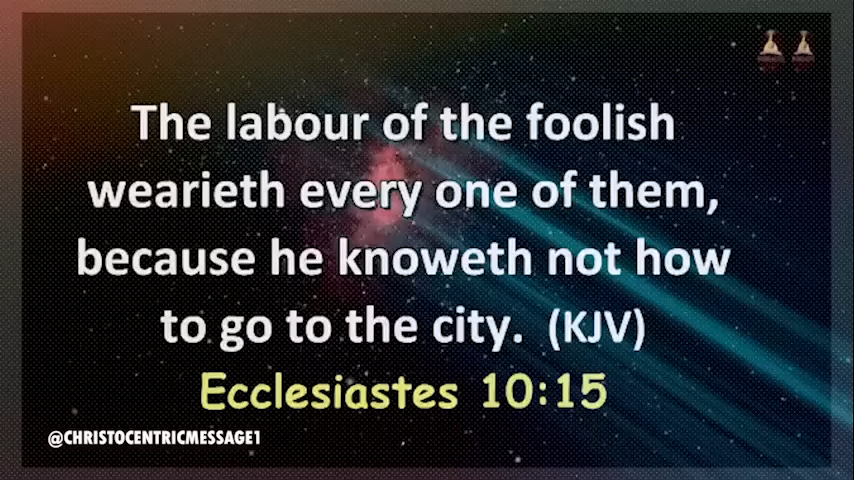 The labour of the foolish
wearieth every one of them,
because he knoweth not how
to go to the city. (KJV)
Ecclesiastes 10:15
@CHRISTOCENTRICMESSAGE1